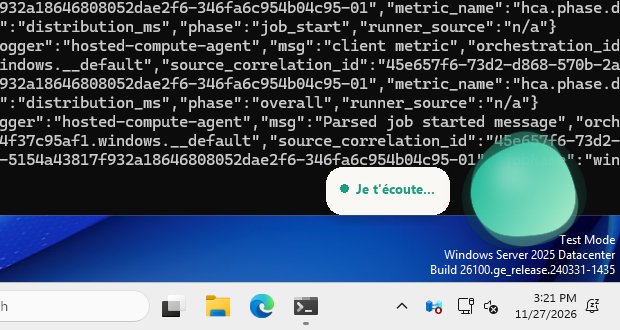 932a18646808052dae2f6-346fa6c954b04c95-01","metric_name":"hca.phase.d
":"distribution_ms","phase":"job_start","runner_source":"n/a"}
ogger":"hosted-compute-agent","msg":"client metric","orchestration_id
indows.__default","source_correlation_id":"45e657f6-73d2-d868-570b-2a
932a18646808052dae2f6-346fa6c954b04c95-01","metric_name":"hca.phase.d
":"distribution_ms","phase":"overall","runner_source":"n/a"}
gger":"hosted-compute-agent","msg":"Parsed job started message","orch
4f37c95af1.windows.__default","source_correlation_id":"45e657f6-73d2-
-5154a43817f932a18646808052dae2f6-346fa6c954b04c95-01"
":"win
Je t'écoute...
Test Mode
Windows Server 2025 Datacenter
Build 26100.ge_release.240331-1435
h
3:21 PM
11/27/2026